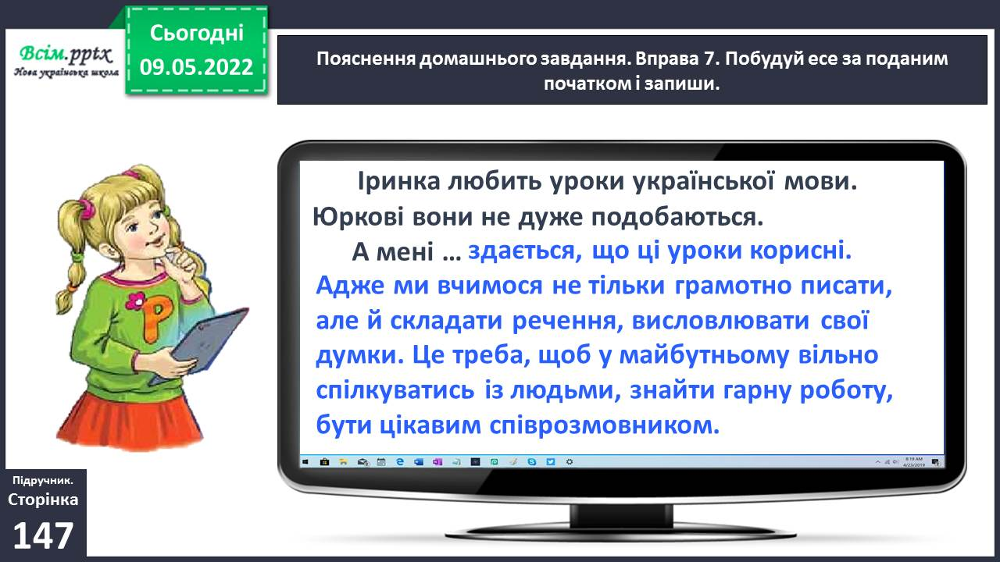 Всім.pptx
Нова українська школа
Сьогодні
09.05.2022
Пояснення домашнього завдання. Вправа 7. Побудуй есе за поданим
початком і запиши.
Іринка любить уроки української мови.
Юркові вони не дуже подобаються.
А мені … здається, що ці уроки корисні.
Адже ми вчимося не тільки грамотно писати,
але й складати речення, висловлювати свої
думки. Це треба, щоб у майбутньому вільно
спілкуватись із людьми, знайти гарну роботу,
бути цікавим співрозмовником.
Р
8:19 AM
4/23/2019
Підручник.
Сторінка
147